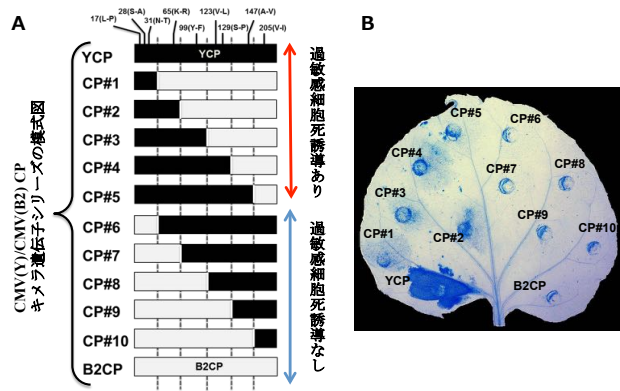 A
28(S-A)
65(K-R)
123(V-L)
147(A-V)
17(L-P)
31(N-T)
99(Y-F)
129(S-P)
205(V-I)
YCP
YCP
CP#1
CP#2
CP#3
CP#4
CP#5
CP#6
CP#7
CP#8
CP#9
CP#10
B2CP
B2CP
CMV(Y)/CMV(B2) CP
キメラ遺伝子シリーズの模式図
過敏感細胞死誘導あり
過敏感細胞死誘導なし
B
CP#5
CP#6
CP#4
CP#7
CP#8
CP#3
CP#9
CP#1
CP#2
CP#10
YCP
B2CP